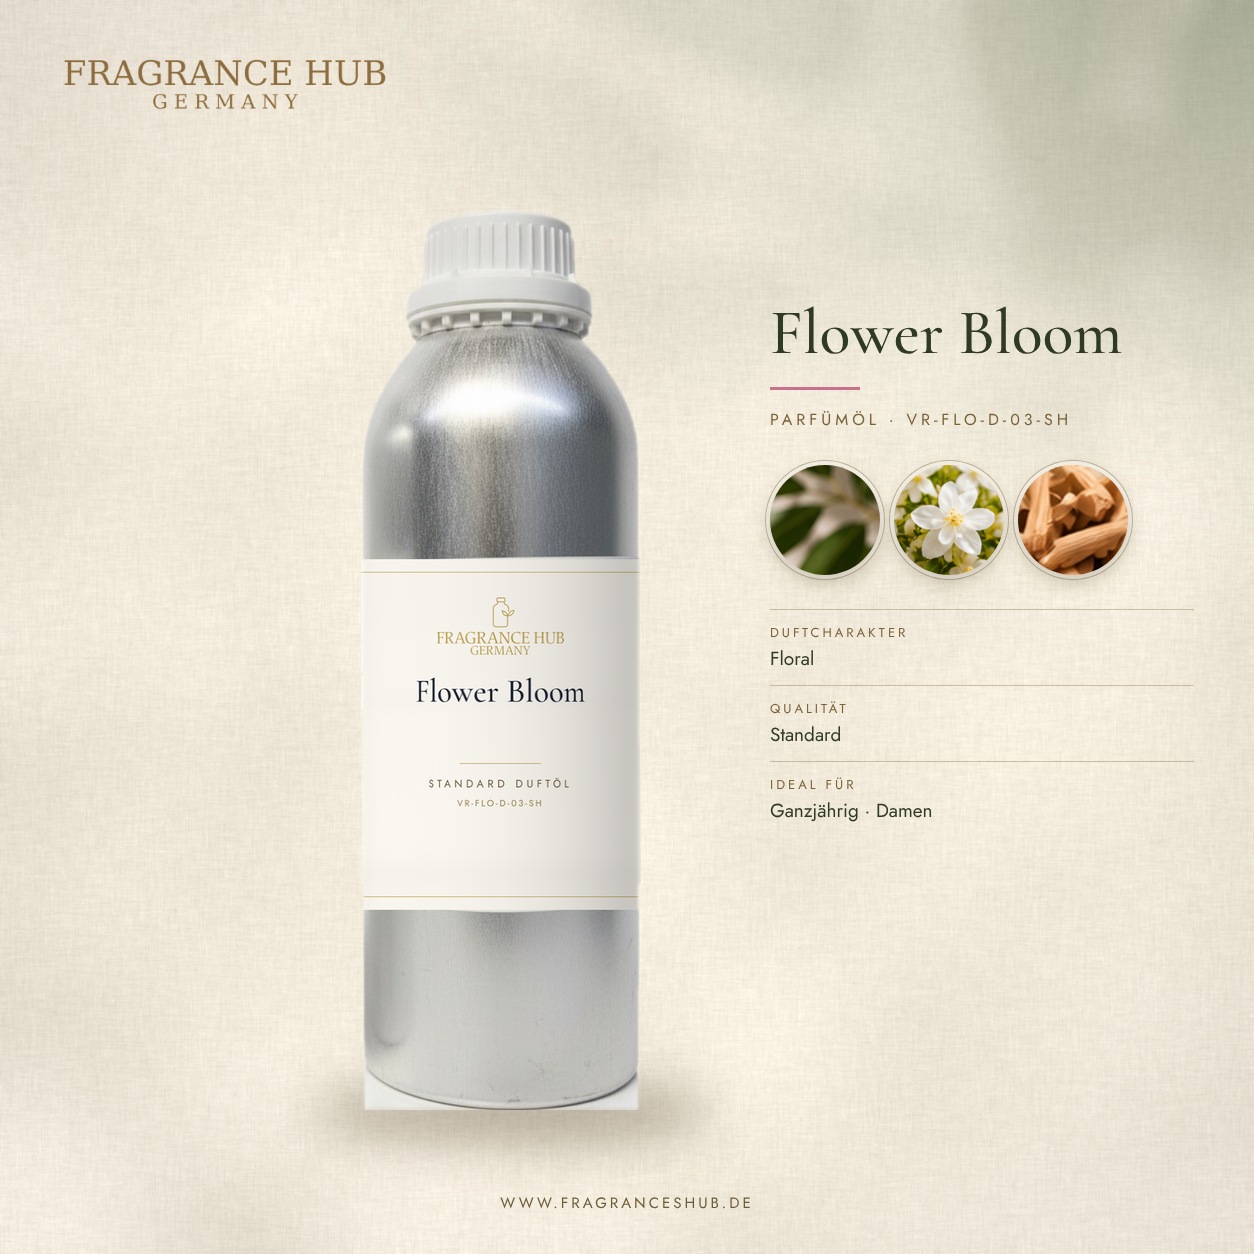 FRAGRANCE HUB
GERMANY
FRAGRANCE HUB
GERMANY
Flower Bloom
STANDARD DUFTÖL
VR-FLO-D-03-SH
Flower Bloom
PARFÜMÖL · VR-FLO-D-03-SH
DUFTCHARAKTER
Floral
QUALITÄT
Standard
IDEAL FÜR
Ganzjährig · Damen
WWW.FRAGRANCESHUB.DE